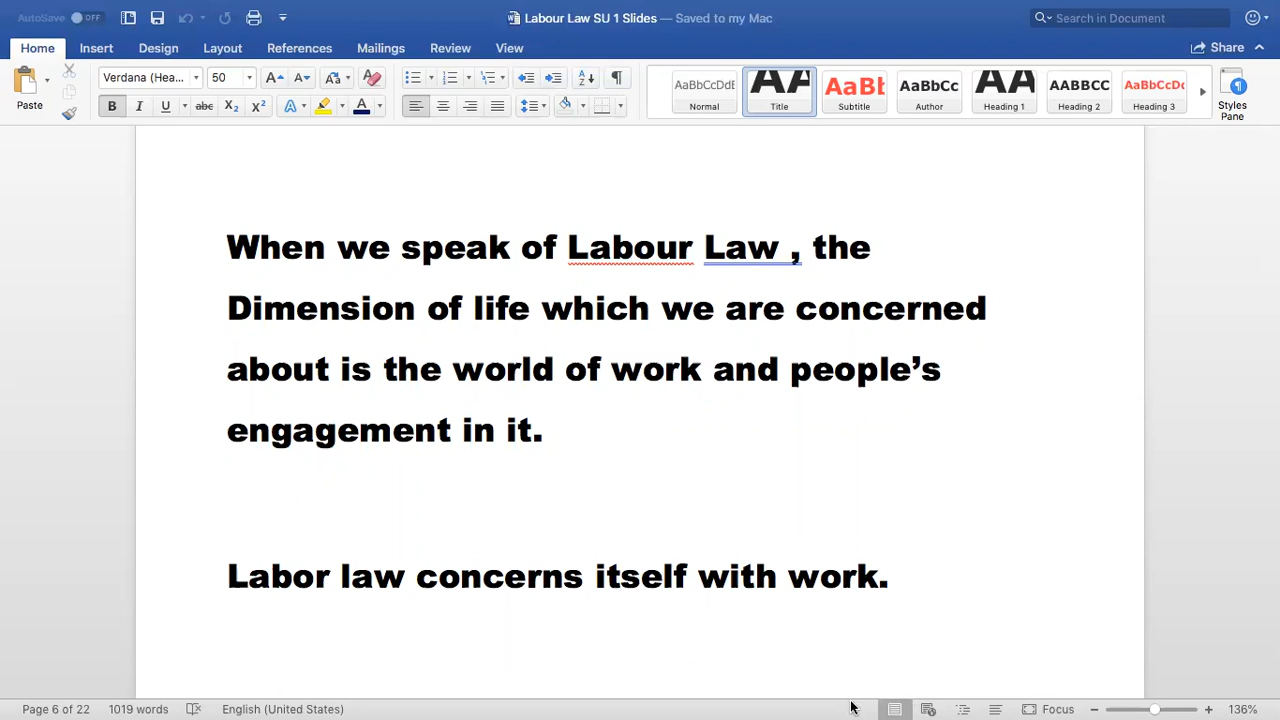 AutoSave OFF Labour Law SU 1 Slides — Saved to my Mac Search in Document
Home Insert Design Layout References Mailings Review View Share
Paste Verdana (Hea... 50 AaBbCcDdE AA AaBb AaBbCc AA AABBCC AABBCcDc
B I U abc X₂ X² A A Normal Title Subtitle Author Heading 1 Heading 2 Heading 3 Styles Pane
When we speak of Labour Law , the
Dimension of life which we are concerned
about is the world of work and people’s
engagement in it.
Labor law concerns itself with work.
Page 6 of 22 1019 words English (United States) Focus 136%